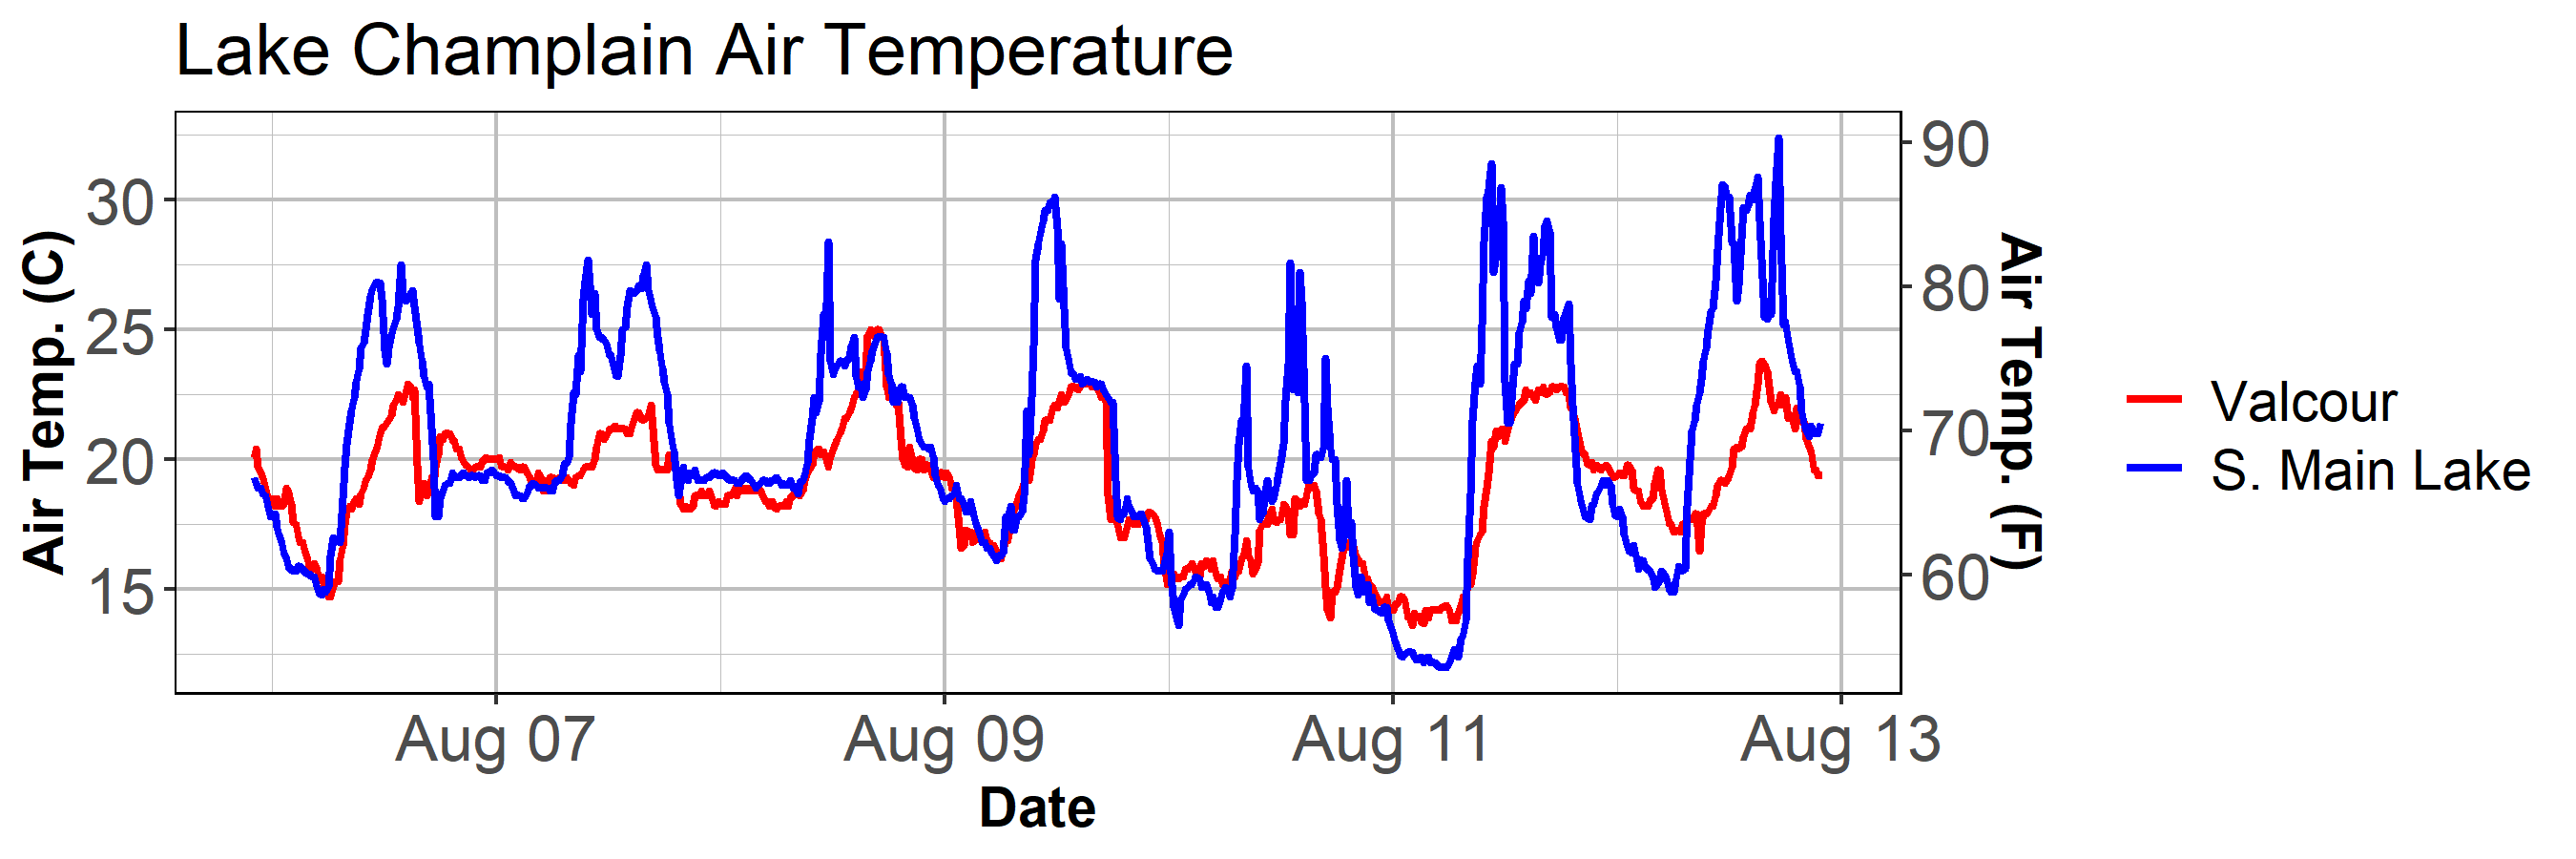 Lake Champlain Air Temperature
Air Temp. (C)
30
25
20
15
90
80
70
60
Air Temp. (F)
Aug 07
Aug 09
Aug 11
Aug 13
Date
Valcour
S. Main Lake